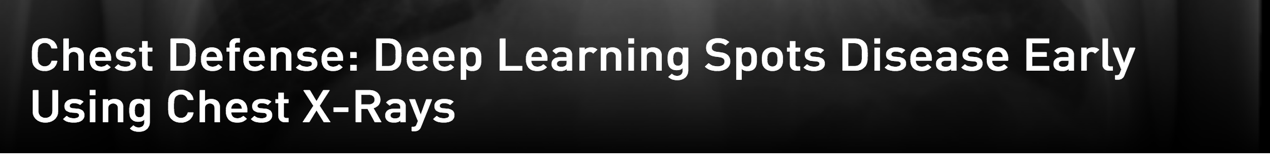 Chest Defense: Deep Learning Spots Disease Early
Using Chest X-Rays